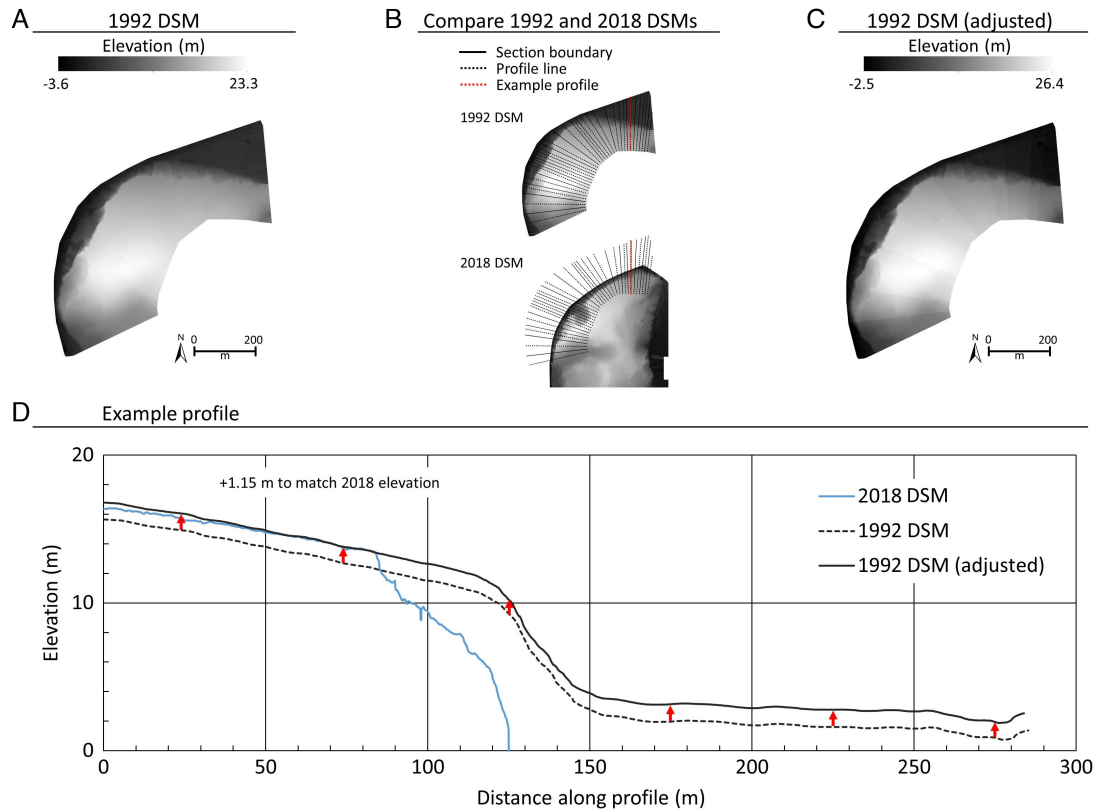 A
1992 DSM
Elevation (m)
-3.6
23.3
N
0
200
m
B
Compare 1992 and 2018 DSMs
Section boundary
Profile line
Example profile
1992 DSM
2018 DSM
C
1992 DSM (adjusted)
Elevation (m)
-2.5
26.4
N
0
200
m
D
Example profile
20
10
0
Elevation (m)
+1.15 m to match 2018 elevation
2018 DSM
1992 DSM
1992 DSM (adjusted)
0
50
100
150
200
250
300
Distance along profile (m)